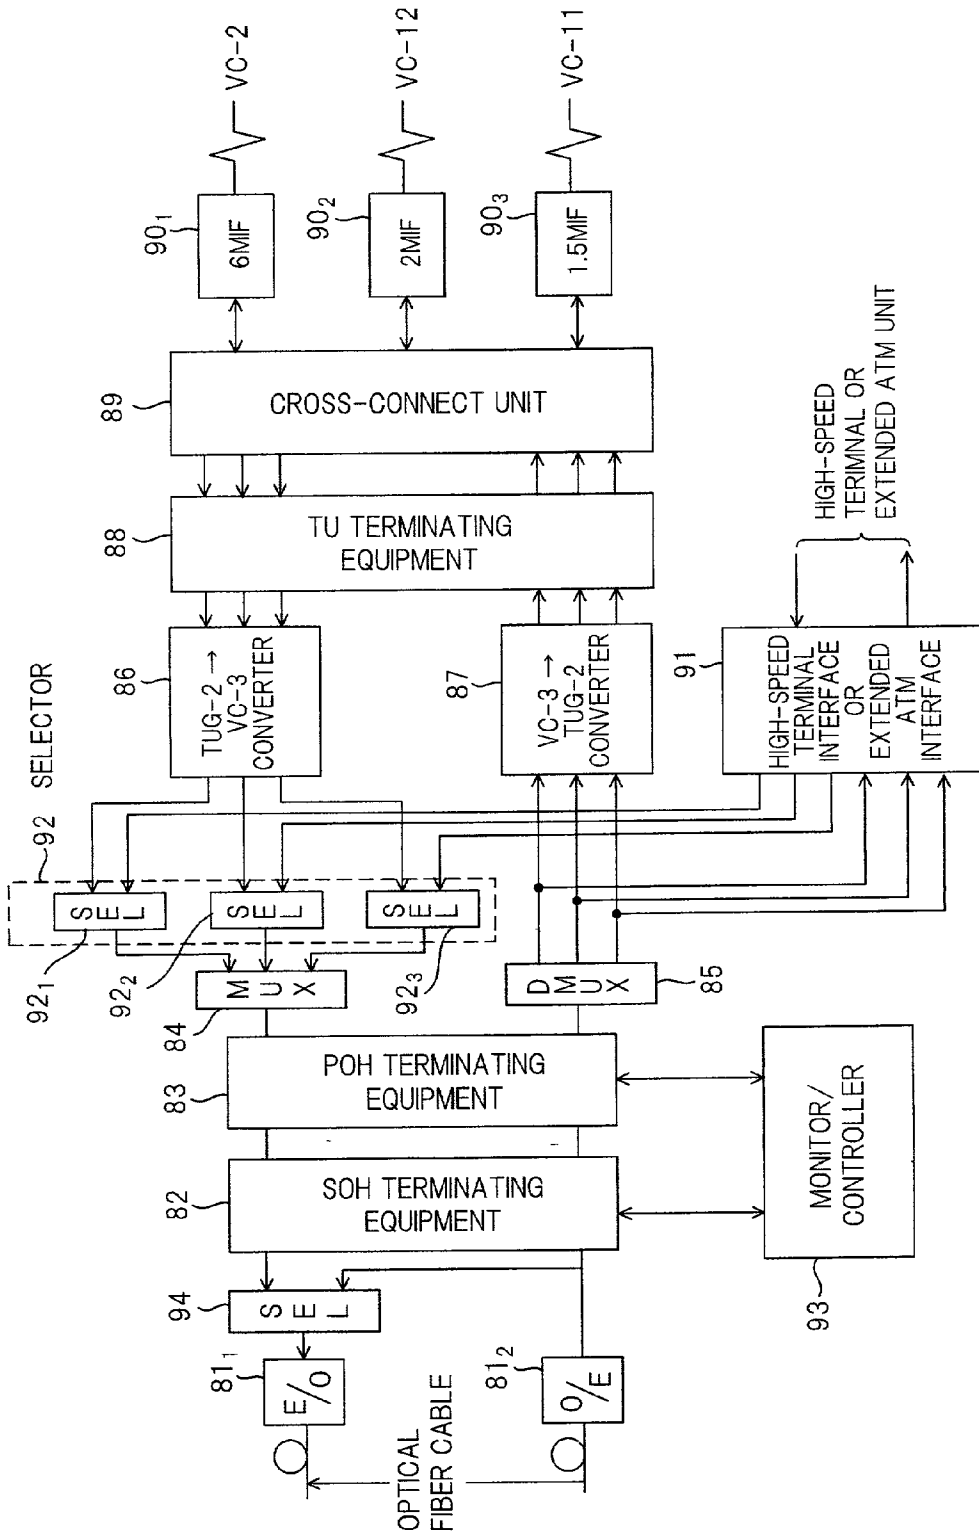 OPTICAL
FIBER CABLE
81₁
E/O
81₂
O/E
94
SEL
82
SOH TERMINATING
EQUIPMENT
83
POH TERMINATING
EQUIPMENT
93
MONITOR/
CONTROLLER
84
MUX
85
DMUX
92 SELECTOR
92₁
SEL
92₂
SEL
92₃
SEL
86
TUG-2 →
VC-3
CONVERTER
87
VC-3 →
TUG-2
CONVERTER
91
HIGH-SPEED
TERMINAL
INTERFACE
OR
EXTENDED
ATM
INTERFACE
88
TU TERMINATING
EQUIPMENT
89
CROSS-CONNECT UNIT
90₁
6MIF
VC-2
90₂
2MIF
VC-12
90₃
1.5MIF
VC-11
HIGH-SPEED
TERIMNAL OR
EXTENDED ATM UNIT